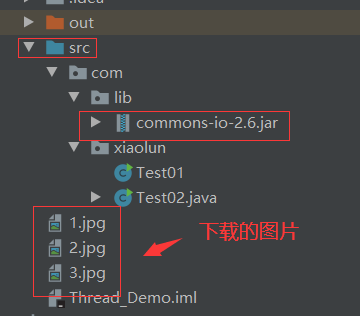 .idea
out
src
com
lib
commons-io-2.6.jar
xiaolun
Test01
Test02.java
1.jpg
2.jpg
3.jpg
下载的图片
Thread_Demo.iml